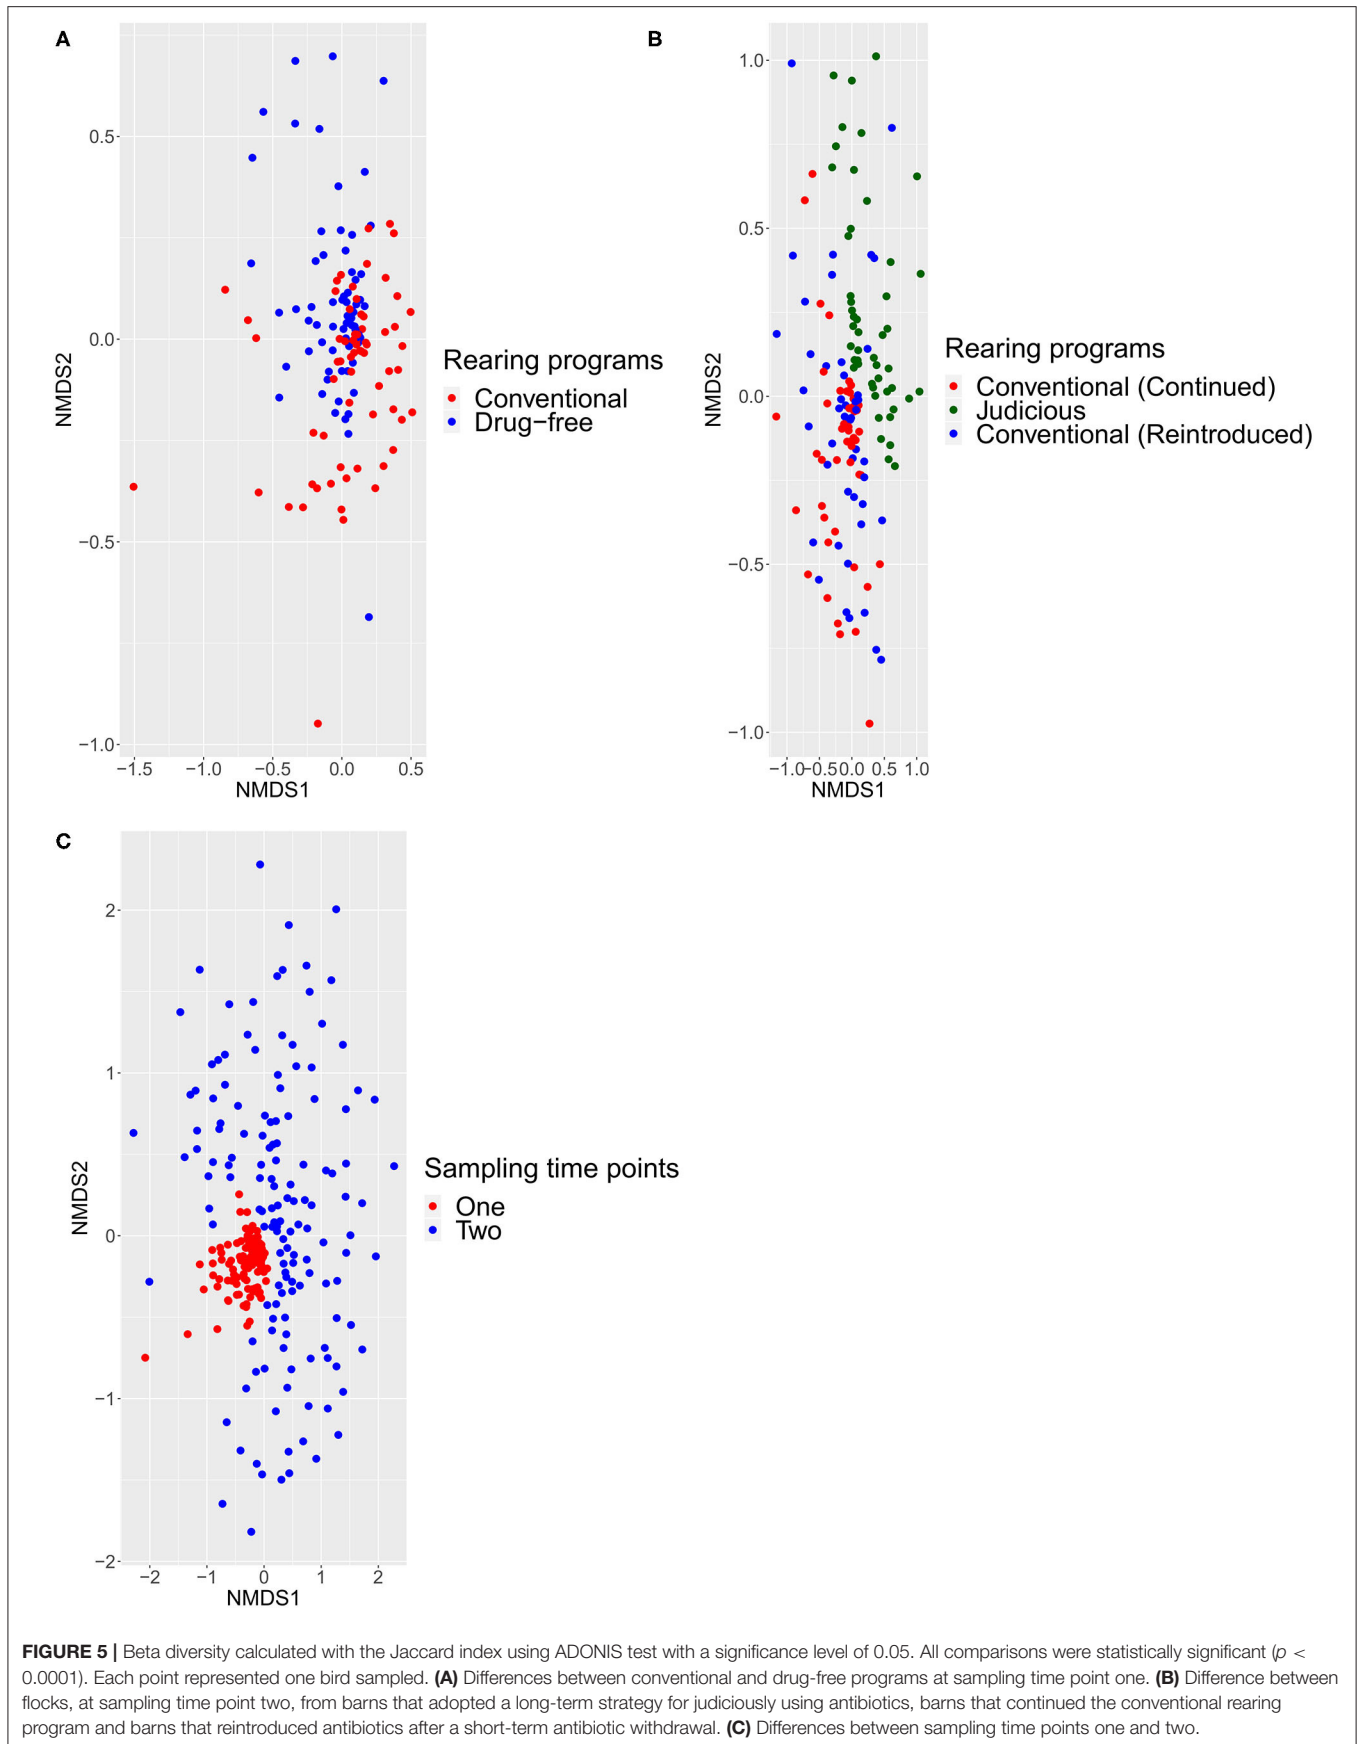 A
0.5
0.0
−0.5
−1.0
NMDS2
−1.5
−1.0
−0.5
0.0
0.5
NMDS1
Rearing programs
Conventional
Drug−free
B
1.0
0.5
0.0
−0.5
−1.0
NMDS2
−1.0
−0.5
0.0
0.5
1.0
NMDS1
Rearing programs
Conventional (Continued)
Judicious
Conventional (Reintroduced)
C
2
1
0
−1
−2
NMDS2
−2
−1
0
1
2
NMDS1
Sampling time points
One
Two
FIGURE 5 | Beta diversity calculated with the Jaccard index using ADONIS test with a significance level of 0.05. All comparisons were statistically significant (p <
0.0001). Each point represented one bird sampled. (A) Differences between conventional and drug-free programs at sampling time point one. (B) Difference between
flocks, at sampling time point two, from barns that adopted a long-term strategy for judiciously using antibiotics, barns that continued the conventional rearing
program and barns that reintroduced antibiotics after a short-term antibiotic withdrawal. (C) Differences between sampling time points one and two.